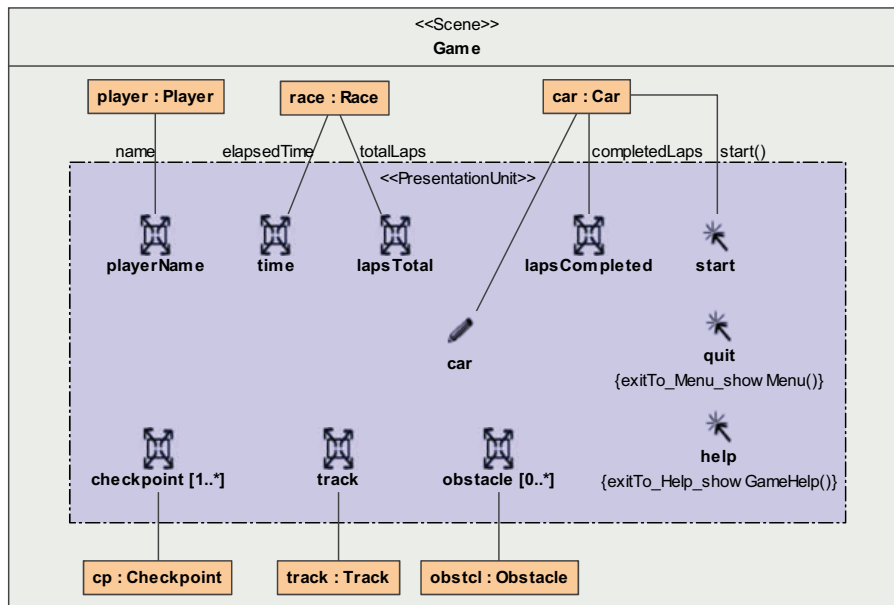 <<Scene>>
Game
player : Player
race : Race
car : Car
name
elapsedTime
totalLaps
completedLaps
start()
<<PresentationUnit>>
playerName
time
lapsTotal
lapsCompleted
start
car
quit
{exitTo_Menu_show Menu()}
help
{exitTo_Help_show GameHelp()}
checkpoint [1..*]
track
obstacle [0..*]
cp : Checkpoint
track : Track
obstcl : Obstacle